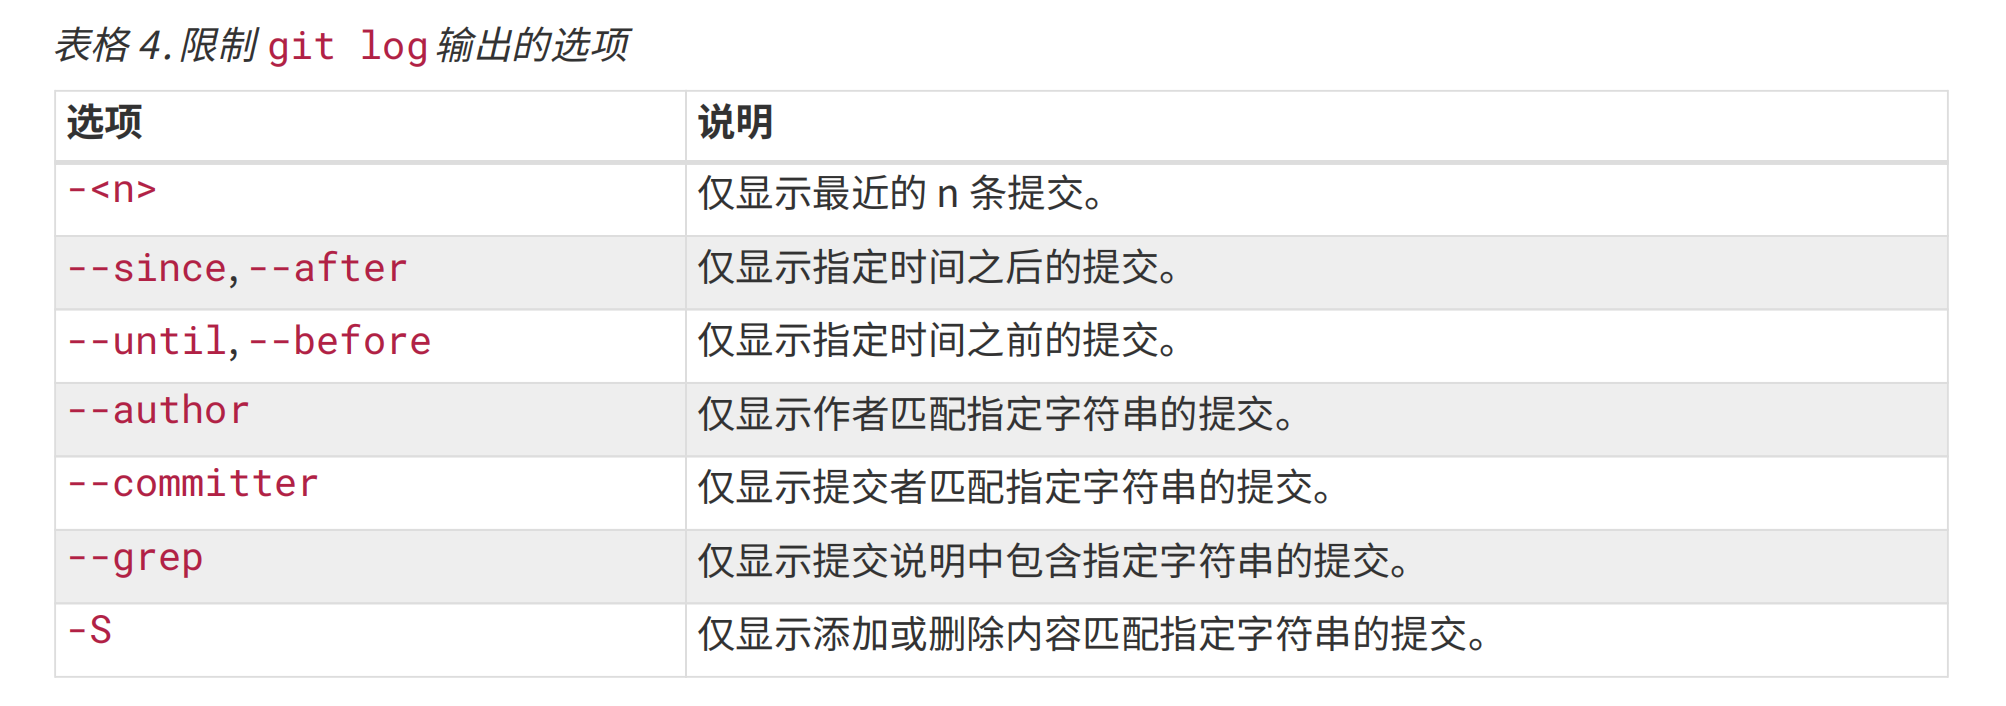 表格 4. 限制 git log 输出的选项
选项 说明
-<n> 仅显示最近的 n 条提交。
--since, --after 仅显示指定时间之后的提交。
--until, --before 仅显示指定时间之前的提交。
--author 仅显示作者匹配指定字符串的提交。
--committer 仅显示提交者匹配指定字符串的提交。
--grep 仅显示提交说明中包含指定字符串的提交。
-S 仅显示添加或删除内容匹配指定字符串的提交。